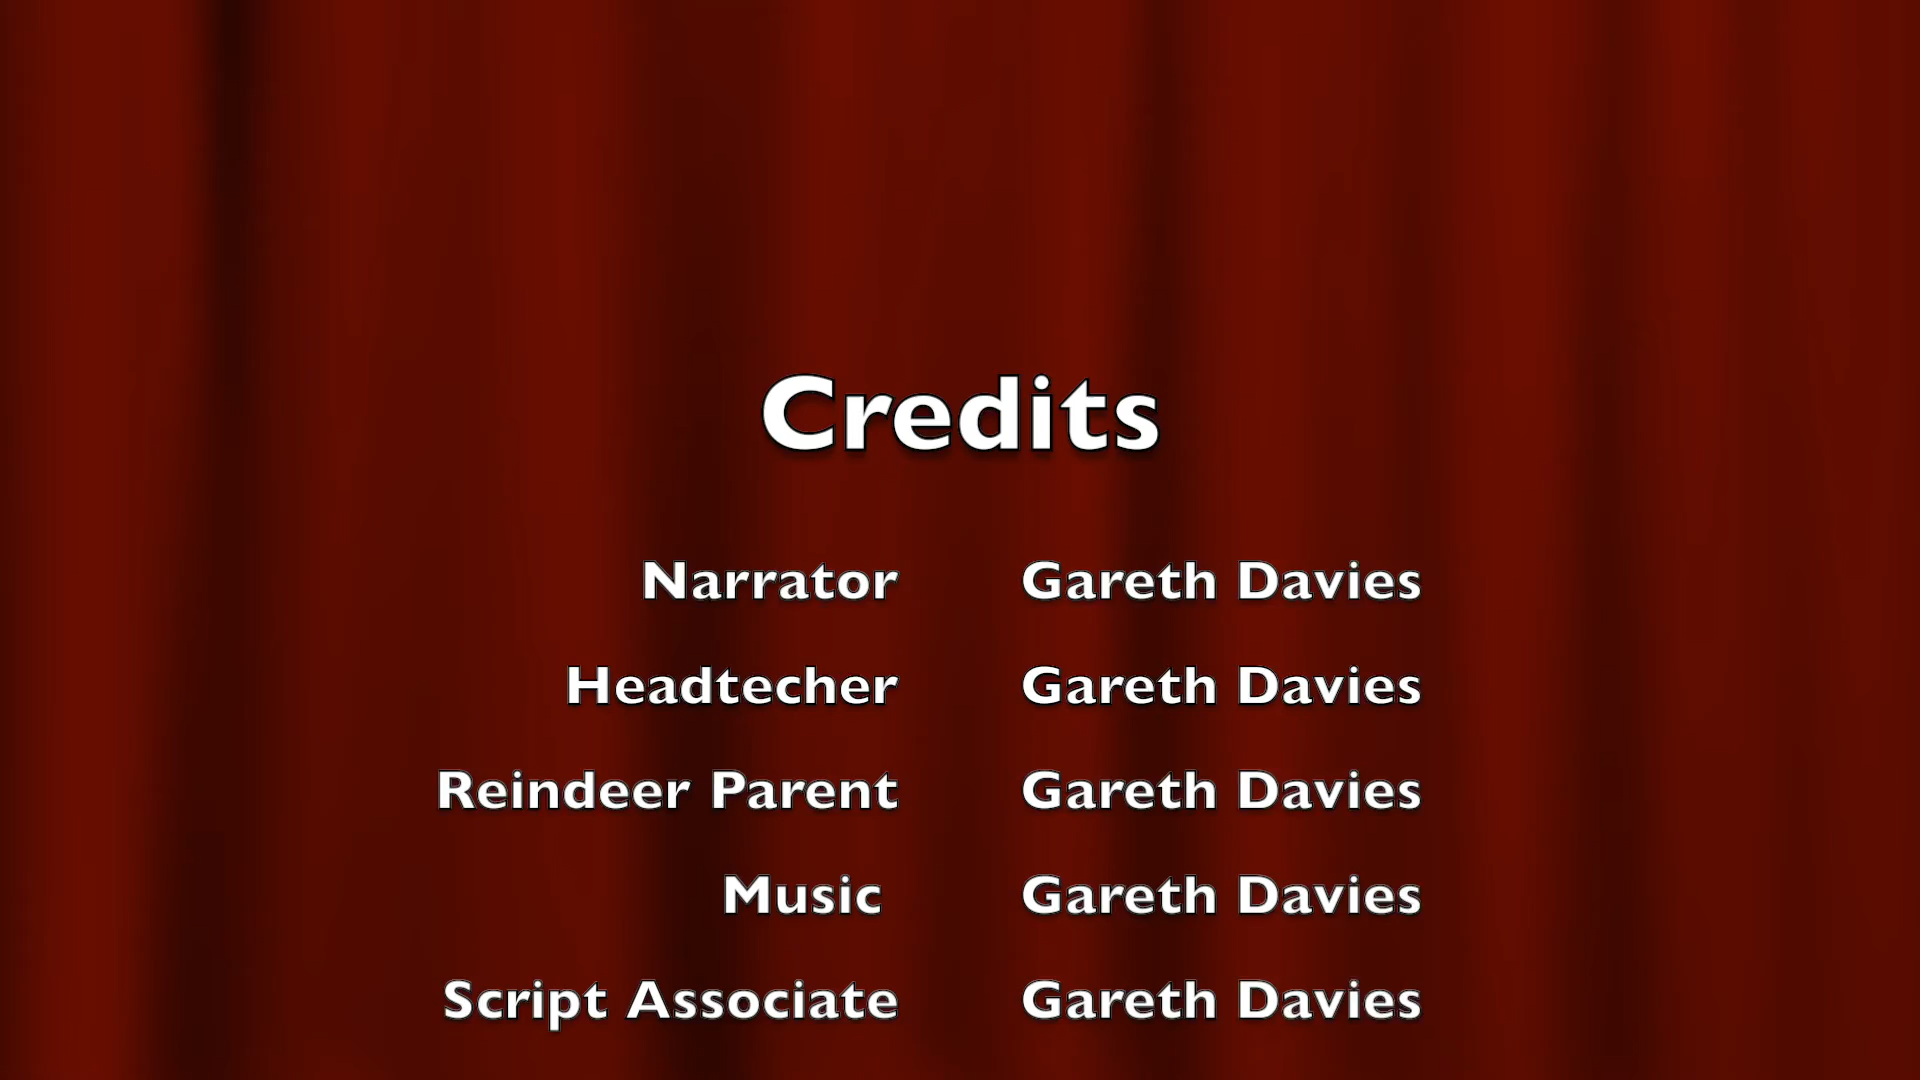 Credits
Narrator Gareth Davies
Headtecher Gareth Davies
Reindeer Parent Gareth Davies
Music Gareth Davies
Script Associate Gareth Davies